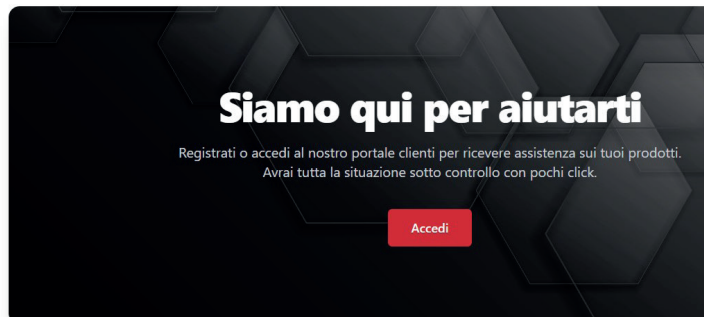 Siamo qui per aiutarti
Registrati o accedi al nostro portale clienti per ricevere assistenza sui tuoi prodotti.
Avrai tutta la situazione sotto controllo con pochi click.
Accedi